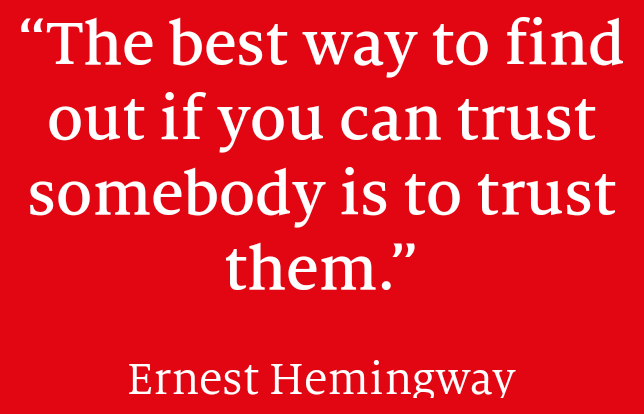 “The best way to find
out if you can trust
somebody is to trust
them.”
Ernest Hemingway